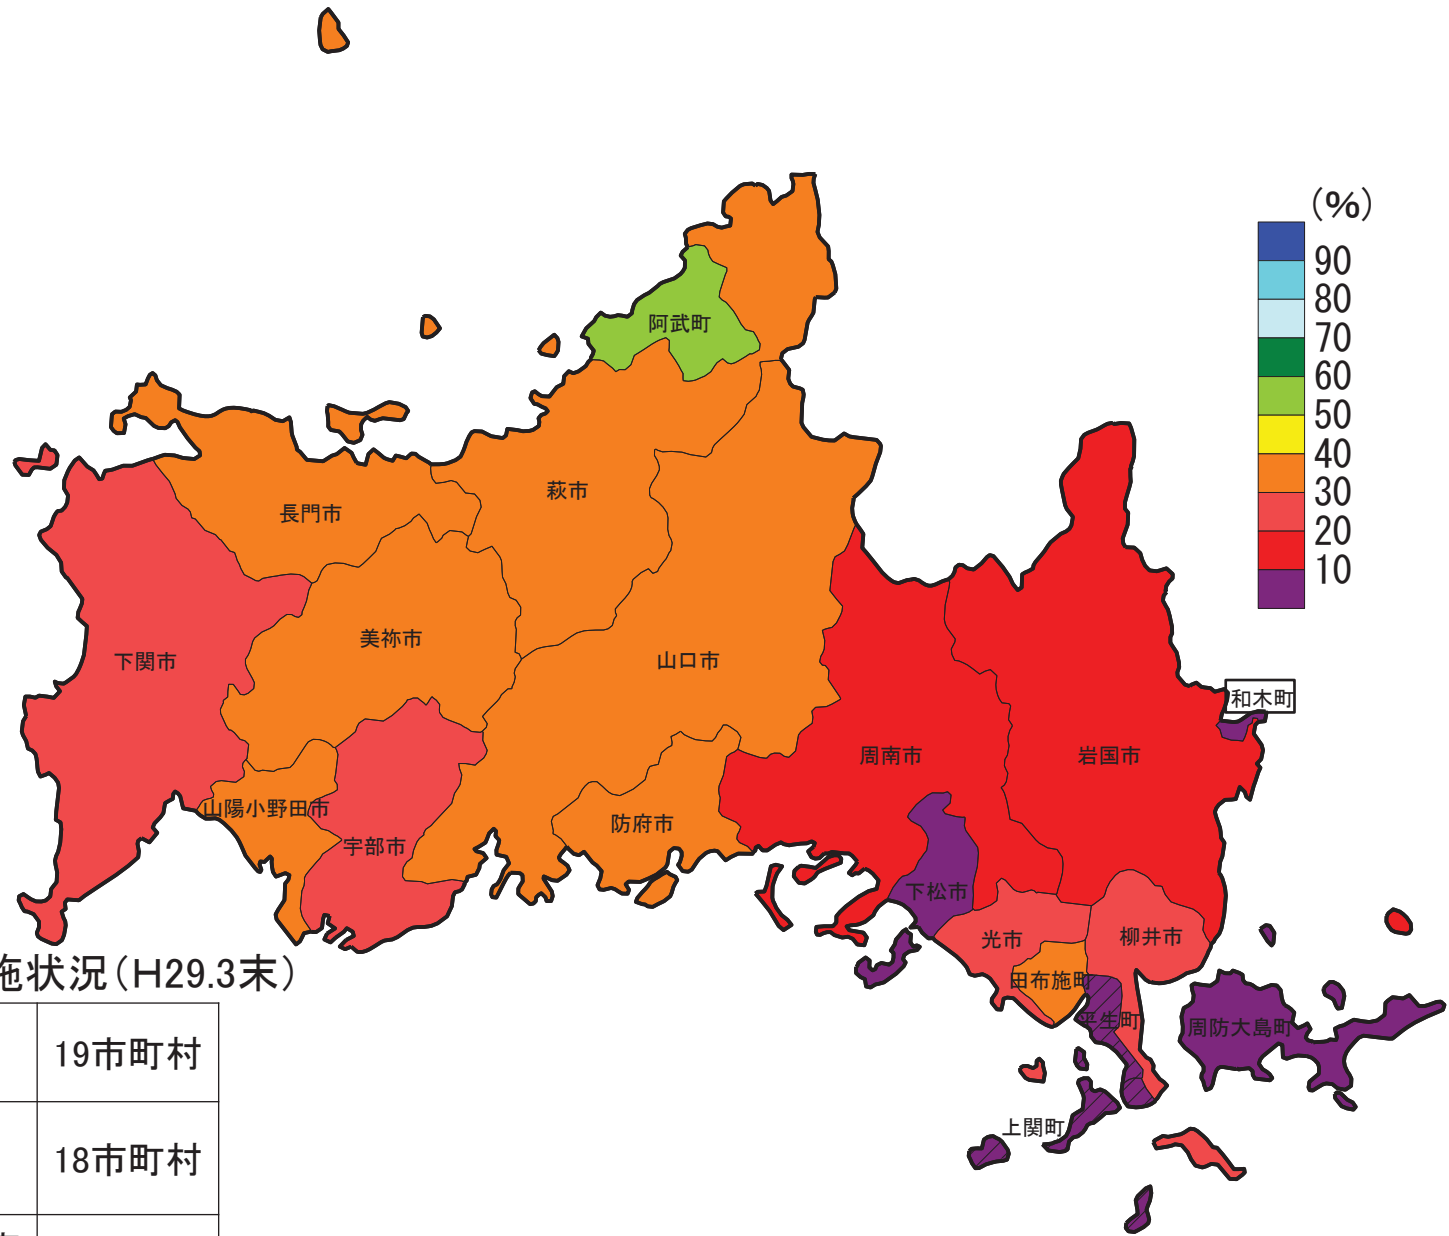 (%)
90
80
70
60
50
40
30
20
10
阿武町
萩市
長門市
美祢市
山口市
下関市
和木町
周南市
岩国市
山陽小野田市
防府市
宇部市
下松市
光市
柳井市
田布施町
平生町
周防大島町
上関町
施状況(H29.3末)
19市町村
18市町村